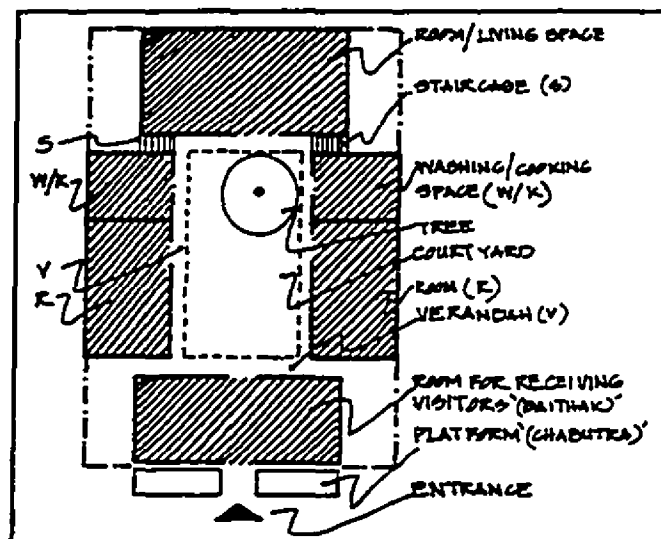 ROOM/LIVING SPACE
STAIRCASE (S)
S
W/K
WASHING/COOKING
SPACE (W/K)
TREE
COURTYARD
V
R
ROOM (R)
VERANDAH (V)
ROOM FOR RECEIVING
VISITORS '(BAITHAK)'
PLATFORM '(CHABUTRA)'
ENTRANCE